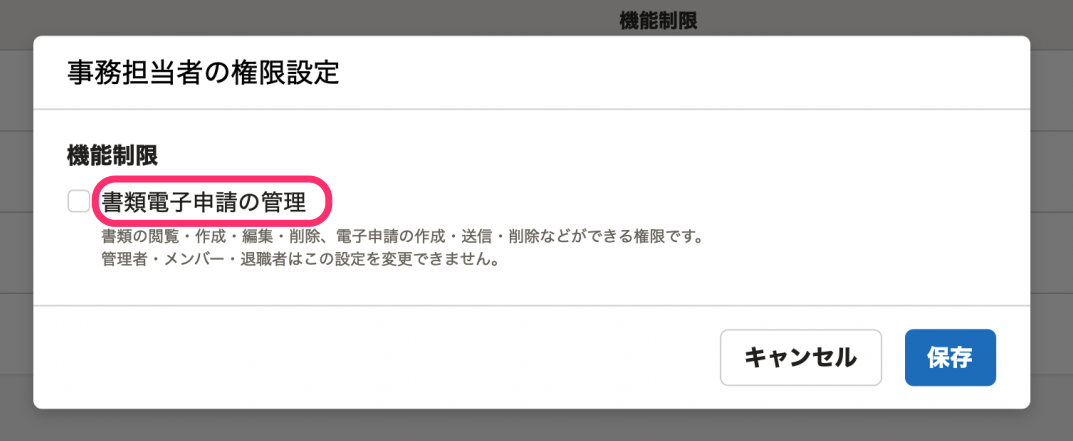 機能制限
事務担当者の権限設定
機能制限
書類電子申請の管理
書類の閲覧・作成・編集・削除、電子申請の作成・送信・削除などができる権限です。
管理者・メンバー・退職者はこの設定を変更できません。
キャンセル
保存